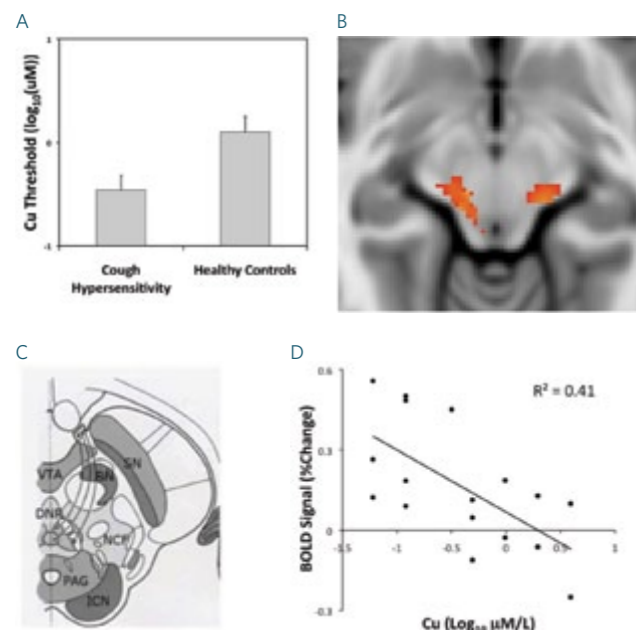 A
Cu Threshold (log10(uM))
1
0
-1
Cough
Hypersensitivity
Healthy Controls
B
C
VTA
DNR
PAG
RN
SN
NCF
ICN
D
BOLD Signal (%Change)
0.6
0.3
0
-0.3
-1.5
-1
-0.5
0
0.5
1
R² = 0.41
Cu (Log10 µM/L)